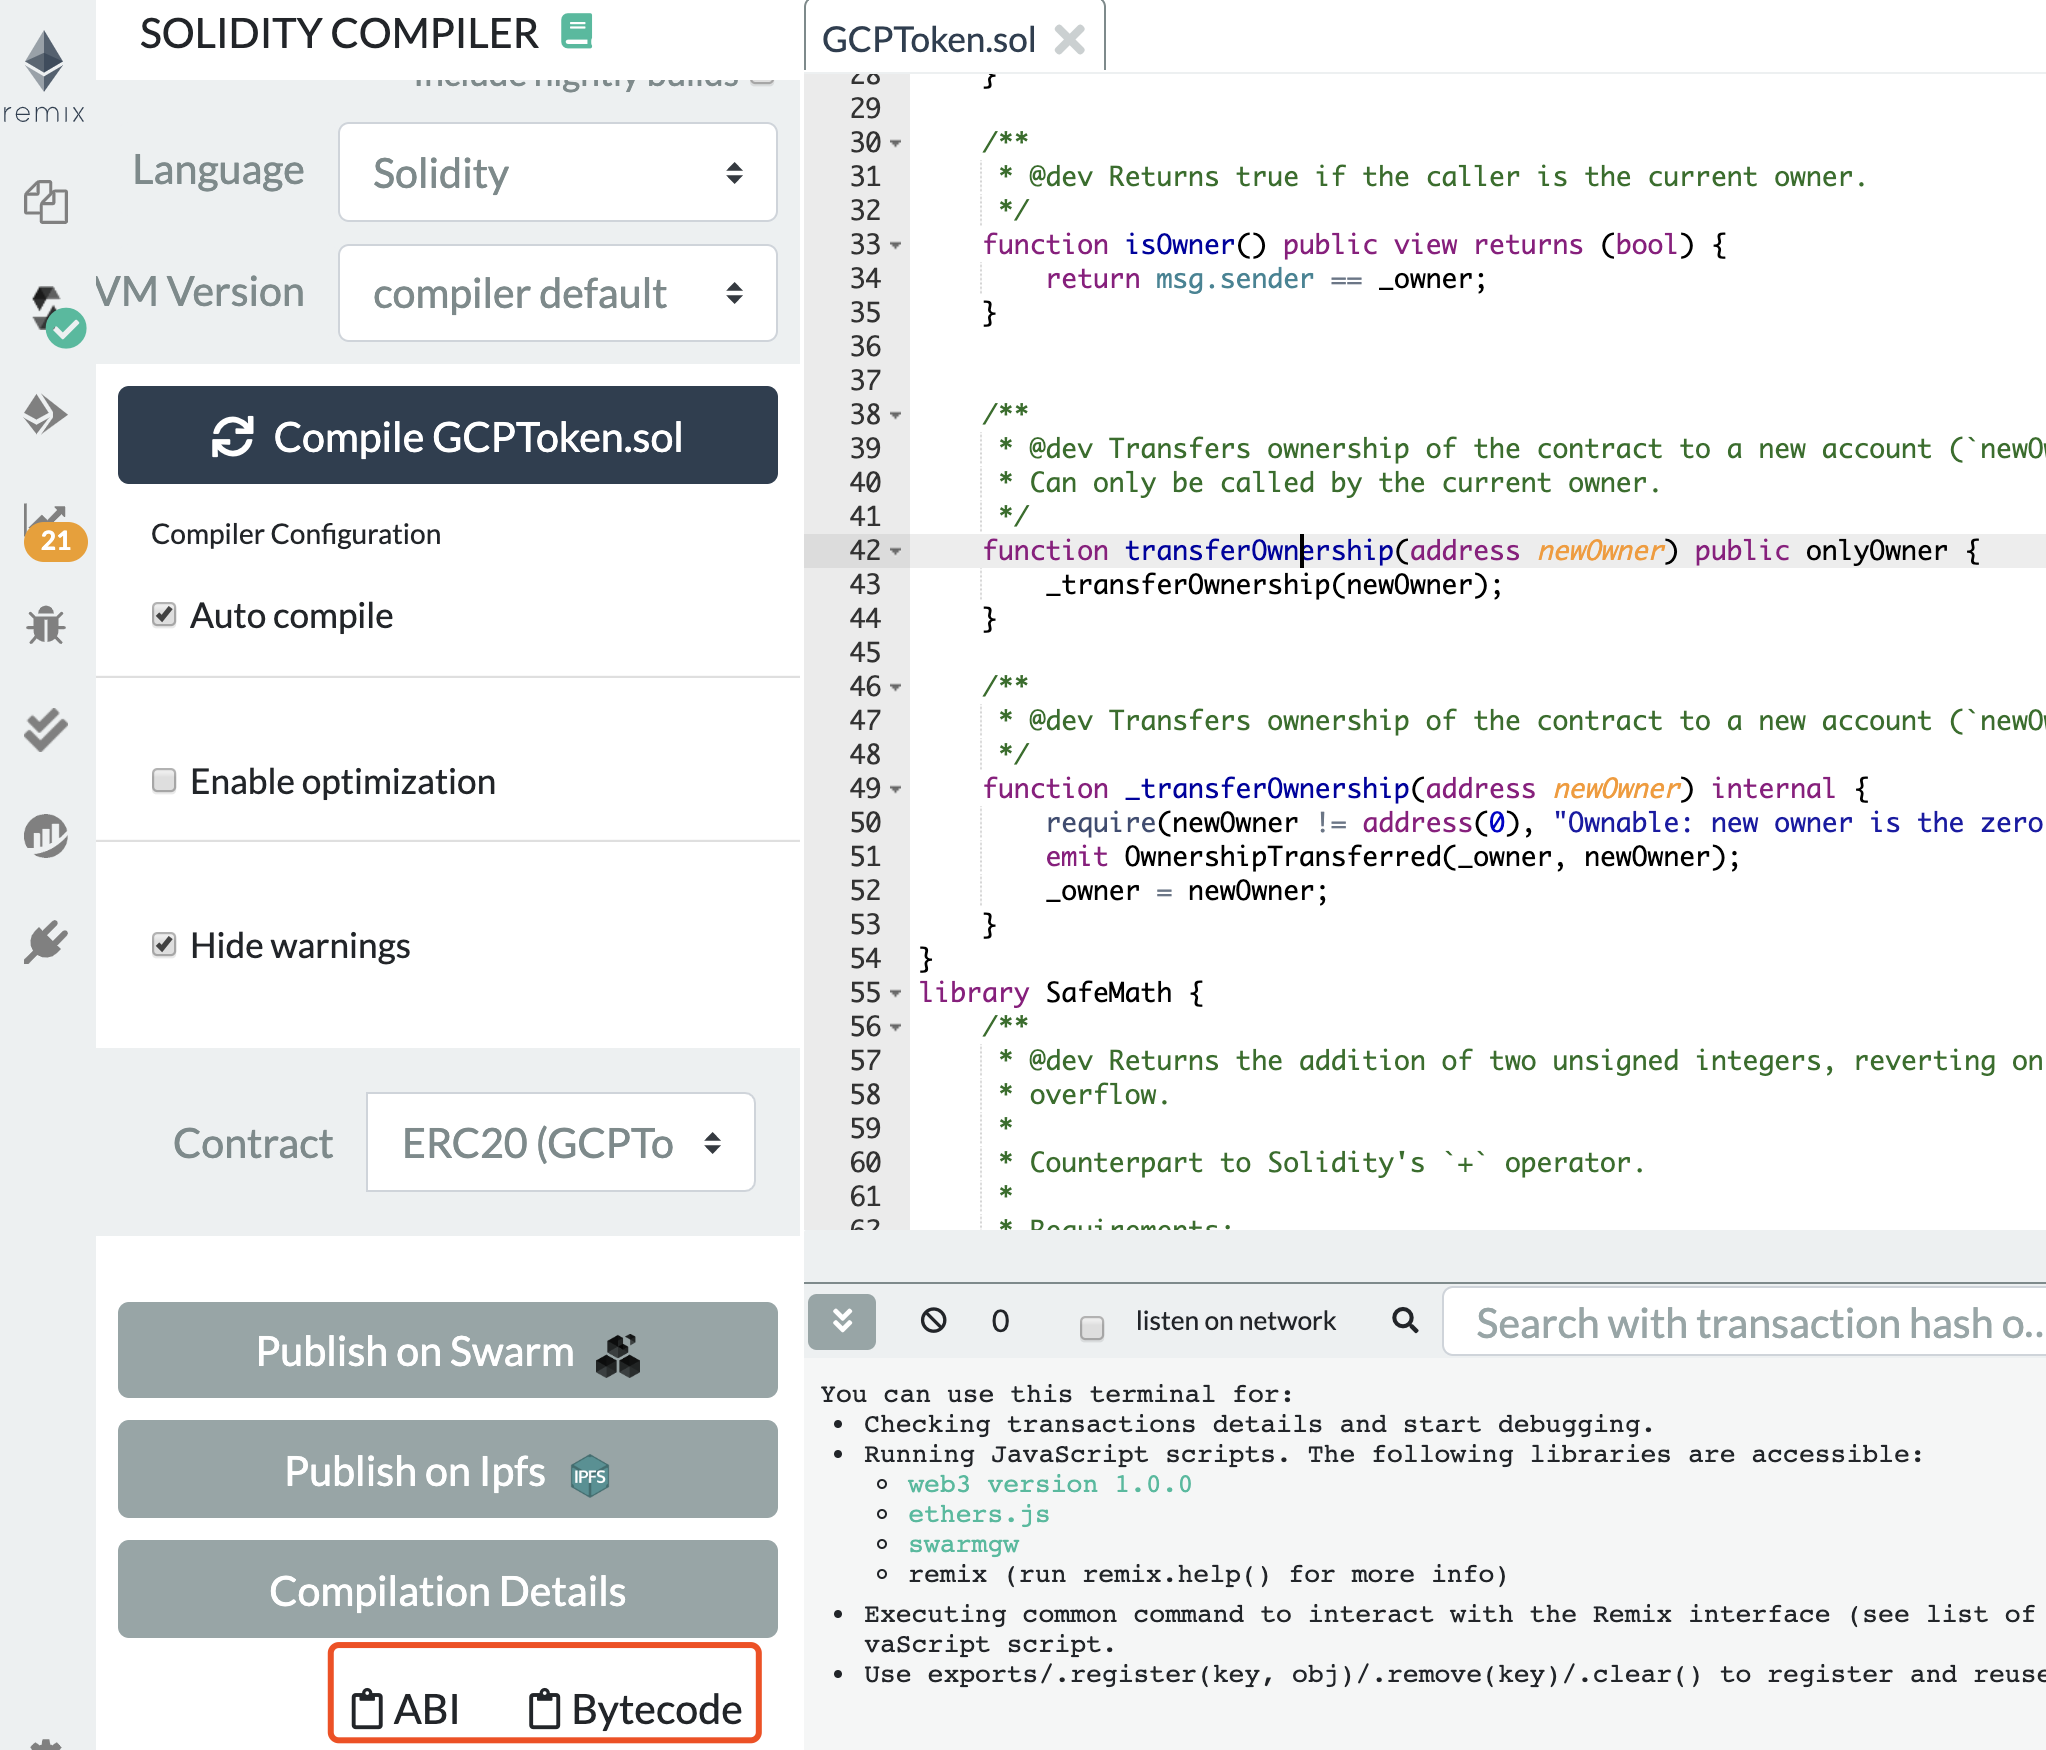 SOLIDITY COMPILER
remix
Include nightly builds
Language
Solidity
VM Version
compiler default
Compile GCPToken.sol
Compiler Configuration
21
Auto compile
Enable optimization
Hide warnings
Contract
ERC20 (GCPTo
Publish on Swarm
Publish on Ipfs
IPFS
Compilation Details
ABI
Bytecode
GCPToken.sol
28     }
29
30     /**
31      * @dev Returns true if the caller is the current owner.
32      */
33     function isOwner() public view returns (bool) {
34         return msg.sender == _owner;
35     }
36
37
38     /**
39      * @dev Transfers ownership of the contract to a new account (`newO
40      * Can only be called by the current owner.
41      */
42     function transferOwnership(address newOwner) public onlyOwner {
43         _transferOwnership(newOwner);
44     }
45
46     /**
47      * @dev Transfers ownership of the contract to a new account (`newO
48      */
49     function _transferOwnership(address newOwner) internal {
50         require(newOwner != address(0), "Ownable: new owner is the zero
51         emit OwnershipTransferred(_owner, newOwner);
52         _owner = newOwner;
53     }
54 }
55 library SafeMath {
56     /**
57      * @dev Returns the addition of two unsigned integers, reverting on
58      * overflow.
59      *
60      * Counterpart to Solidity's `+` operator.
61      *
62      * Requirements:
0
listen on network
Search with transaction hash o...
You can use this terminal for:
• Checking transactions details and start debugging.
• Running JavaScript scripts. The following libraries are accessible:
web3 version 1.0.0
ethers.js
swarmgw
remix (run remix.help() for more info)
• Executing common command to interact with the Remix interface (see list of
vaScript script.
• Use exports/.register(key, obj)/.remove(key)/.clear() to register and reuse